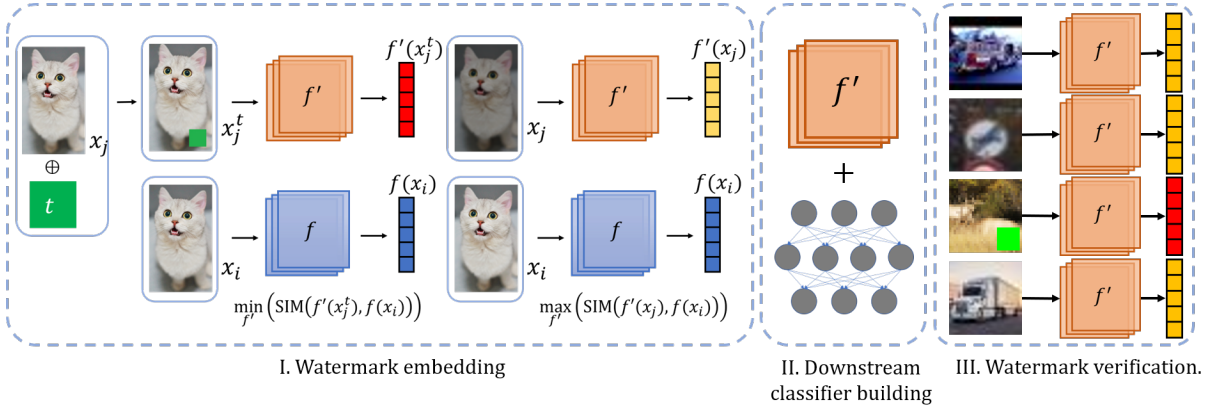 x_j
⊕
t
x_j^t
f′
f′(x_j^t)
x_i
f
f(x_i)
min_{f′}(SIM(f′(x_j^t), f(x_i)))
x_j
f′
f′(x_j)
x_i
f
f(x_i)
max_{f′}(SIM(f′(x_j), f(x_i)))
I. Watermark embedding
f′
+
II. Downstream
classifier building
f′
f′
f′
f′
III. Watermark verification.